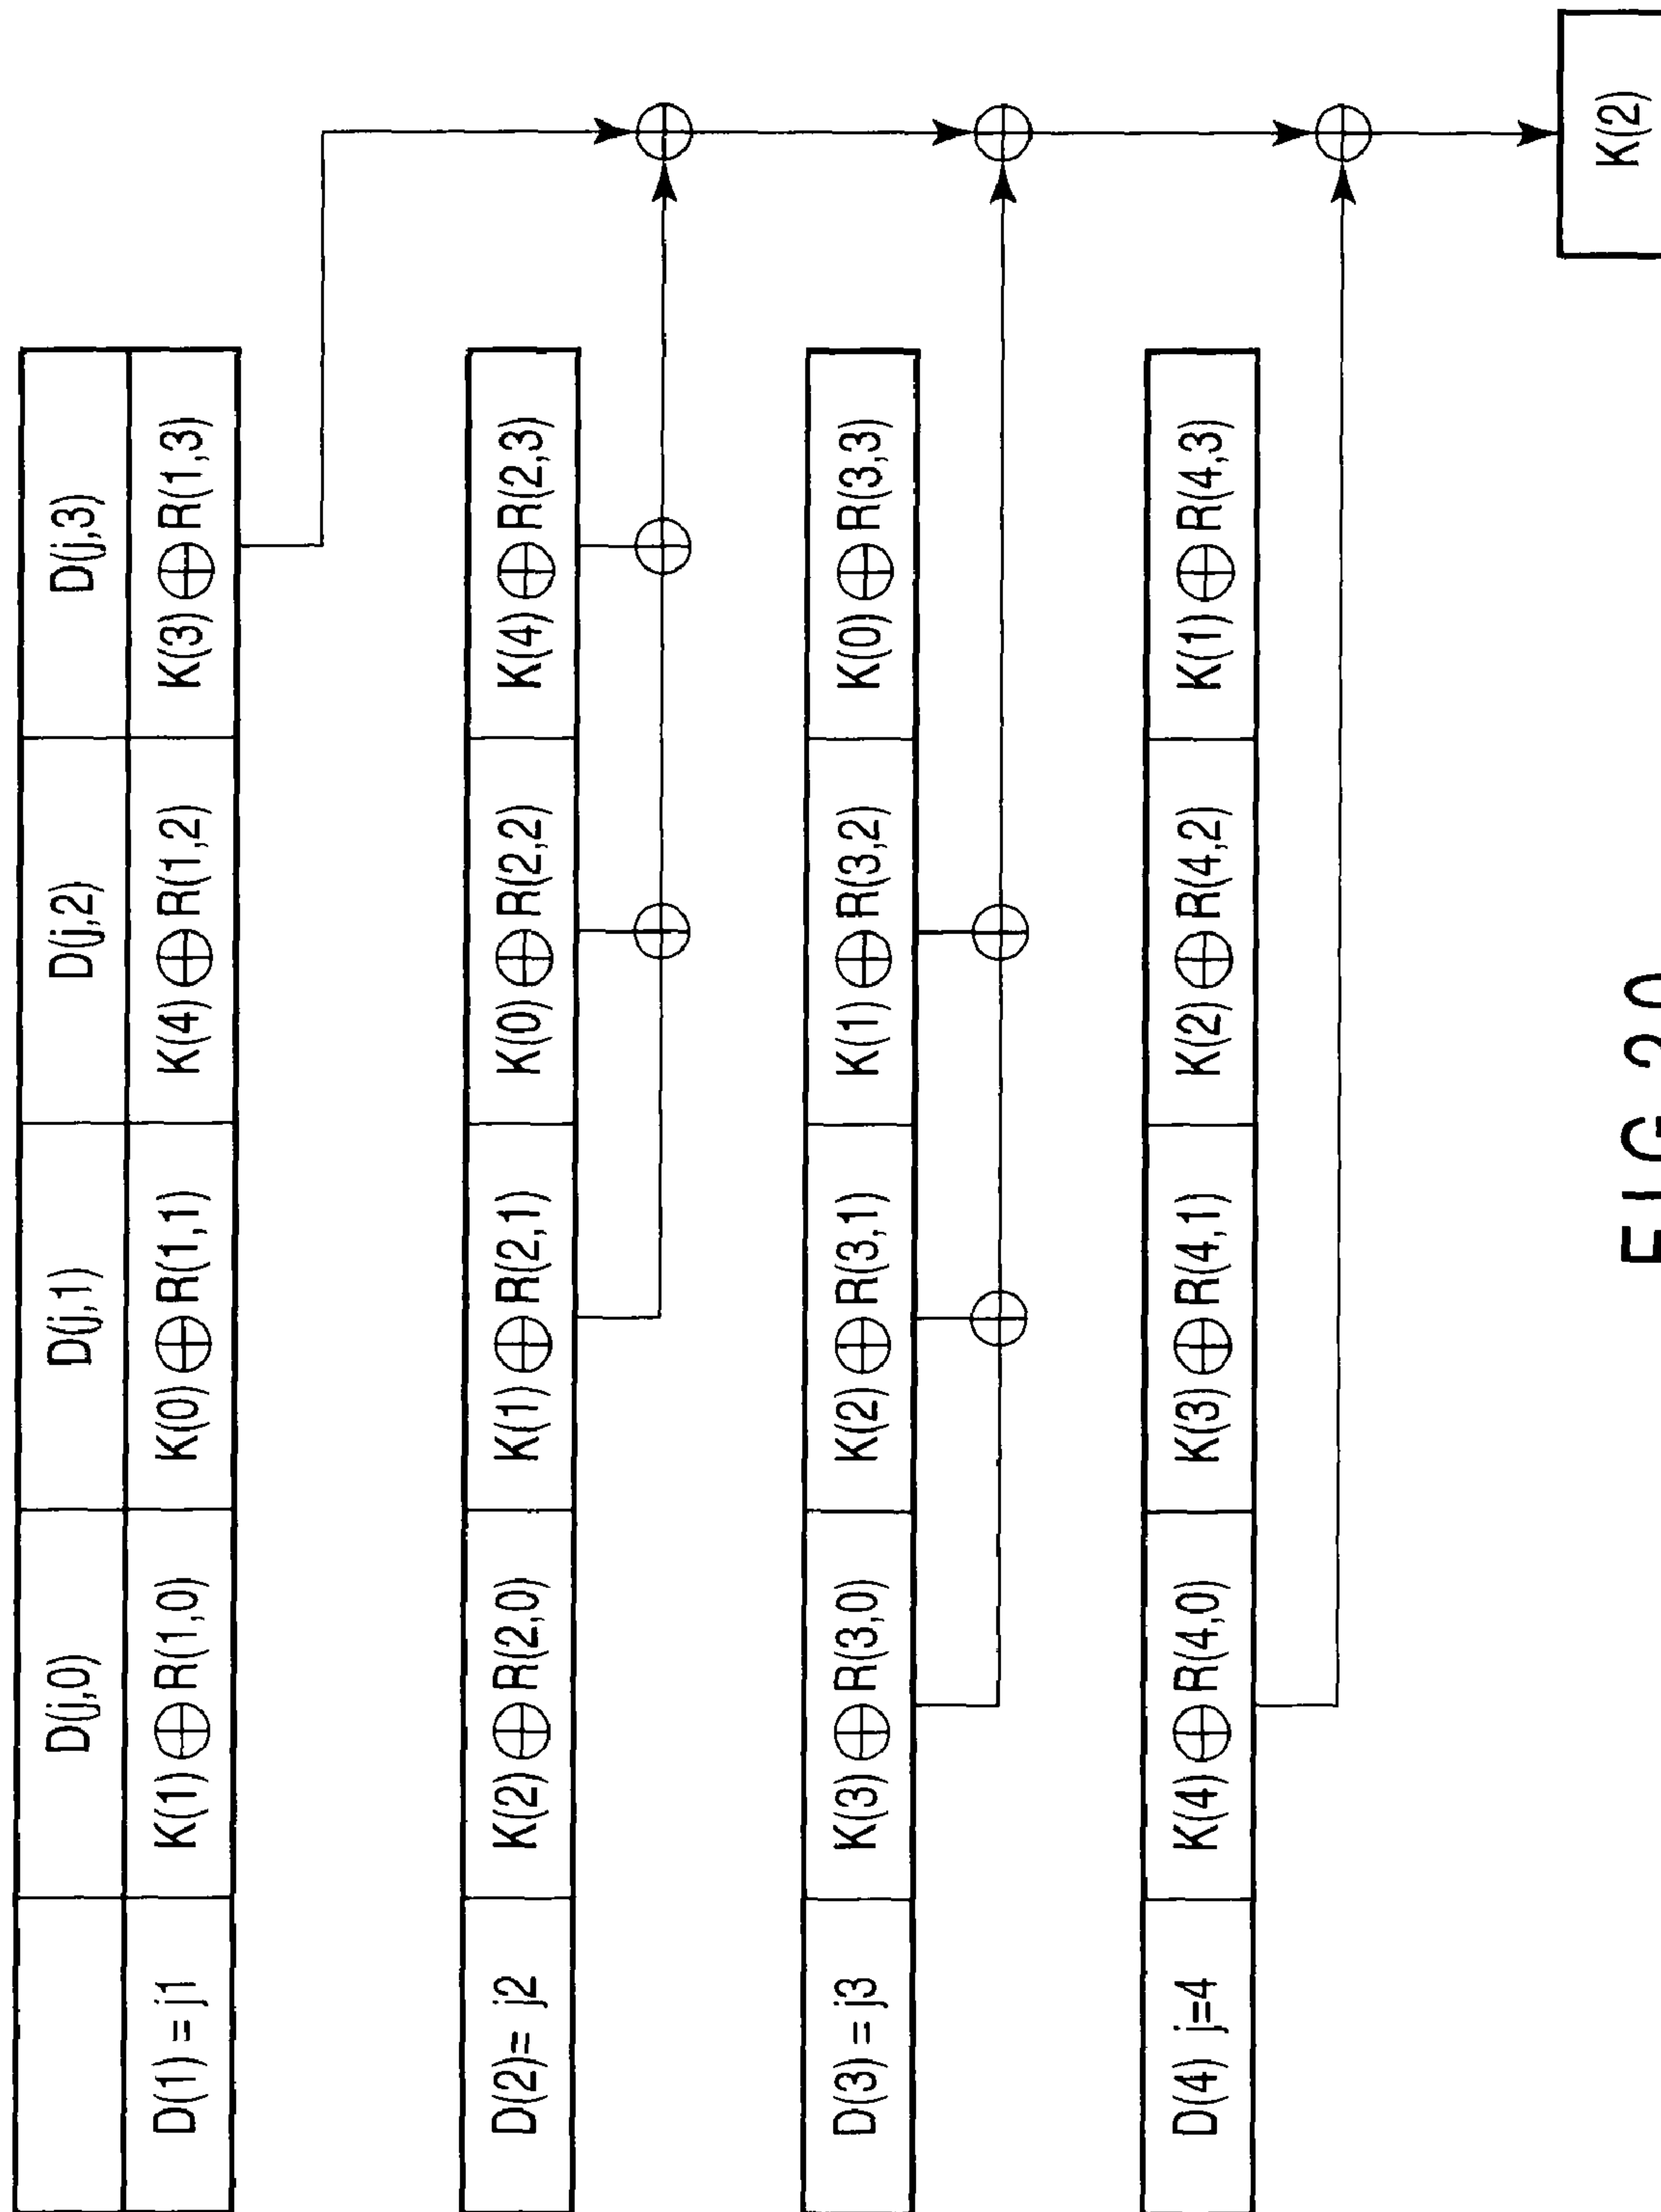 D(j,0) D(j,1) D(j,2) D(j,3)
D(1) = j1 K(1)⊕R(1,0) K(0)⊕R(1,1) K(4)⊕R(1,2) K(3)⊕R(1,3)
D(2)= j2 K(2)⊕R(2,0) K(1)⊕R(2,1) K(0)⊕R(2,2) K(4)⊕R(2,3)
D(3) = j3 K(3)⊕R(3,0) K(2)⊕R(3,1) K(1)⊕R(3,2) K(0)⊕R(3,3)
D(4) j=4 K(4)⊕R(4,0) K(3)⊕R(4,1) K(2)⊕R(4,2) K(1)⊕R(4,3)
K(2)